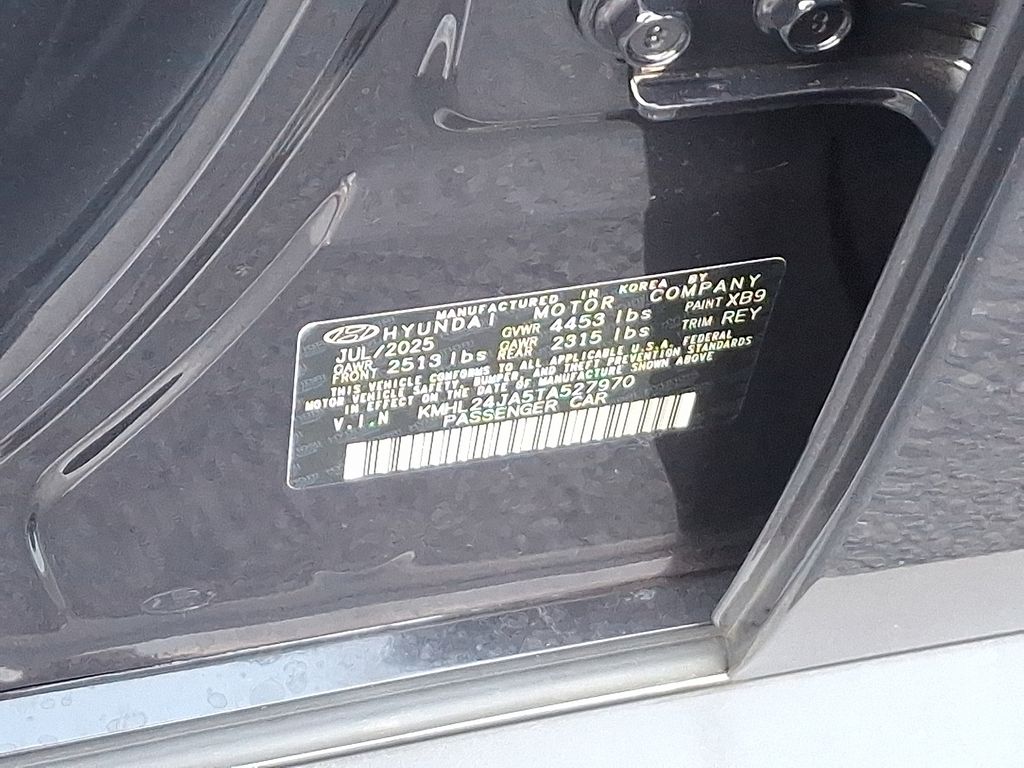 MANUFACTURED IN KOREA BY
HYUNDAI MOTOR COMPANY
JUL/2025 GVWR 4453 lbs PAINT XB9
GAWR FRONT 2513 lbs GAWR REAR 2315 lbs TRIM REY
THIS VEHICLE CONFORMS TO ALL APPLICABLE U.S.A. FEDERAL
MOTOR VEHICLE SAFETY, BUMPER, AND THEFT PREVENTION STANDARDS
IN EFFECT ON THE DATE OF MANUFACTURE SHOWN ABOVE
V.I.N KMHL24JA5TA527970
PASSENGER CAR